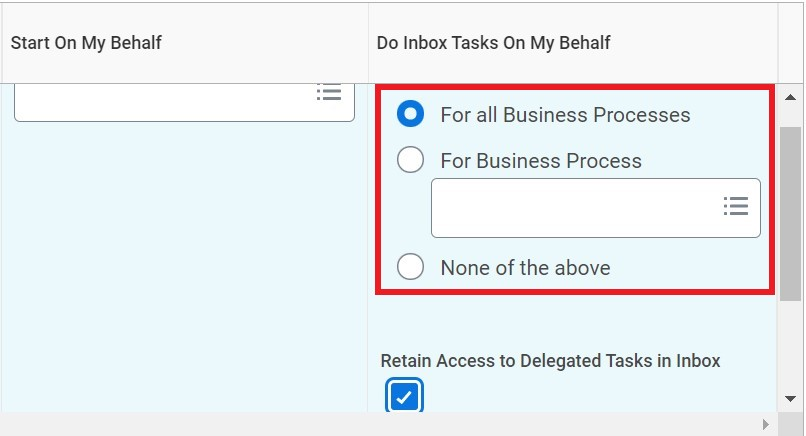 Start On My Behalf
Do Inbox Tasks On My Behalf
For all Business Processes
For Business Process
None of the above
Retain Access to Delegated Tasks in Inbox